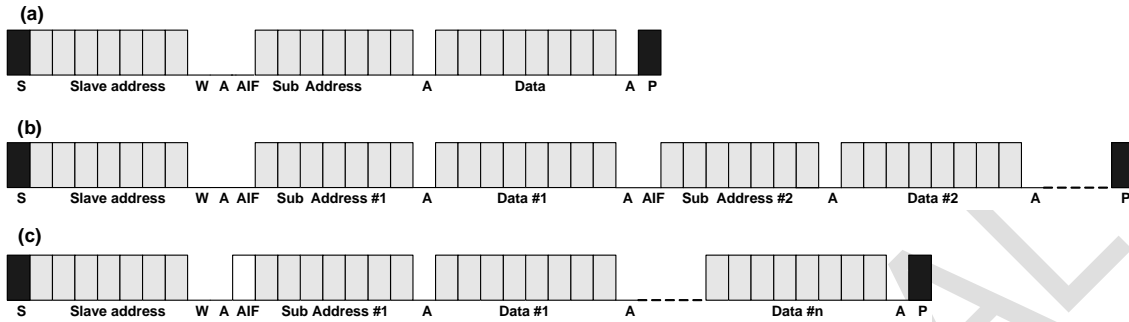 (a)
S Slave address W A AIF Sub Address A Data A P
(b)
S Slave address W A AIF Sub Address #1 A Data #1 A AIF Sub Address #2 A Data #2 A P
(c)
S Slave address W A AIF Sub Address #1 A Data #1 A Data #n A P